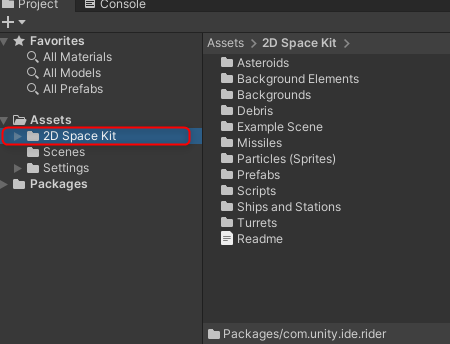 Project
Console
Favorites
All Materials
All Models
All Prefabs
Assets
2D Space Kit
Scenes
Settings
Packages
Assets > 2D Space Kit >
Asteroids
Background Elements
Backgrounds
Debris
Example Scene
Missiles
Particles (Sprites)
Prefabs
Scripts
Ships and Stations
Turrets
Readme
Packages/com.unity.ide.rider